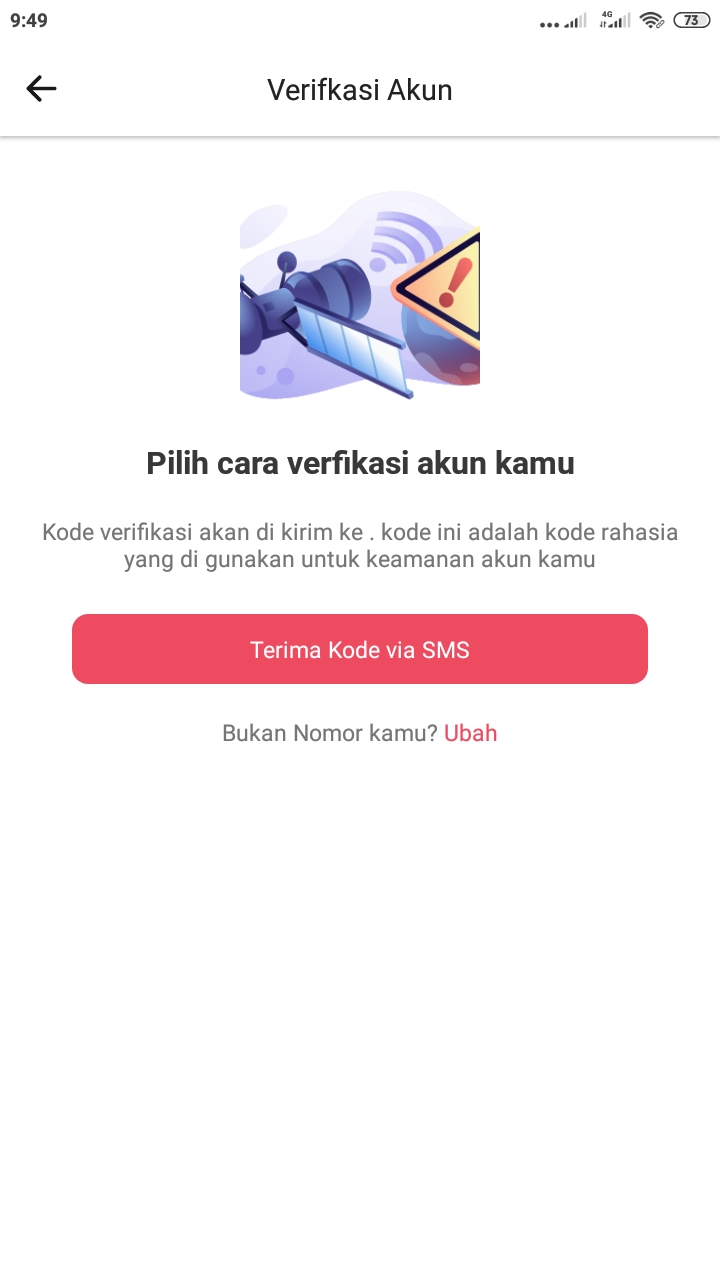 9:49
4G
73
Verifkasi Akun
Pilih cara verfikasi akun kamu
Kode verifikasi akan di kirim ke . kode ini adalah kode rahasia
yang di gunakan untuk keamanan akun kamu
Terima Kode via SMS
Bukan Nomor kamu? Ubah